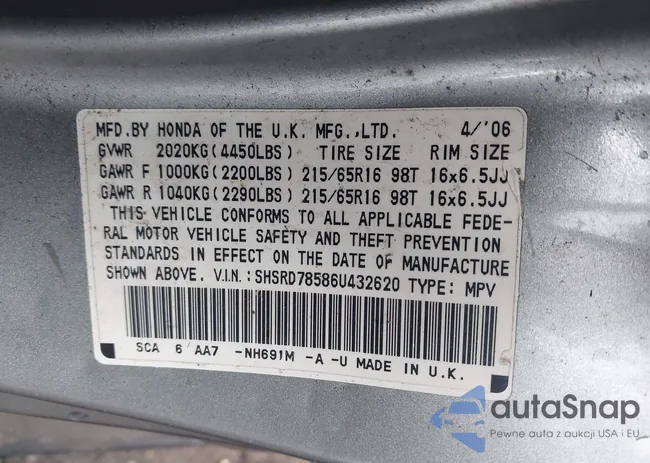 MFD.BY HONDA OF THE U.K. MFG.,LTD. 4/'06
GVWR 2020KG(4450LBS) TIRE SIZE RIM SIZE
GAWR F 1000KG(2200LBS) 215/65R16 98T 16x6.5JJ
GAWR R 1040KG(2290LBS) 215/65R16 98T 16x6.5JJ
THIS VEHICLE CONFORMS TO ALL APPLICABLE FEDE-
RAL MOTOR VEHICLE SAFETY AND THEFT PREVENTION
STANDARDS IN EFFECT ON THE DATE OF MANUFACTURE
SHOWN ABOVE. V.I.N.:SHSRD78586U432620 TYPE: MPV
SCA 6 AA7 -NH691M -A -U MADE IN U.K.
autaSnap
Pewne auta z aukcji USA i EU